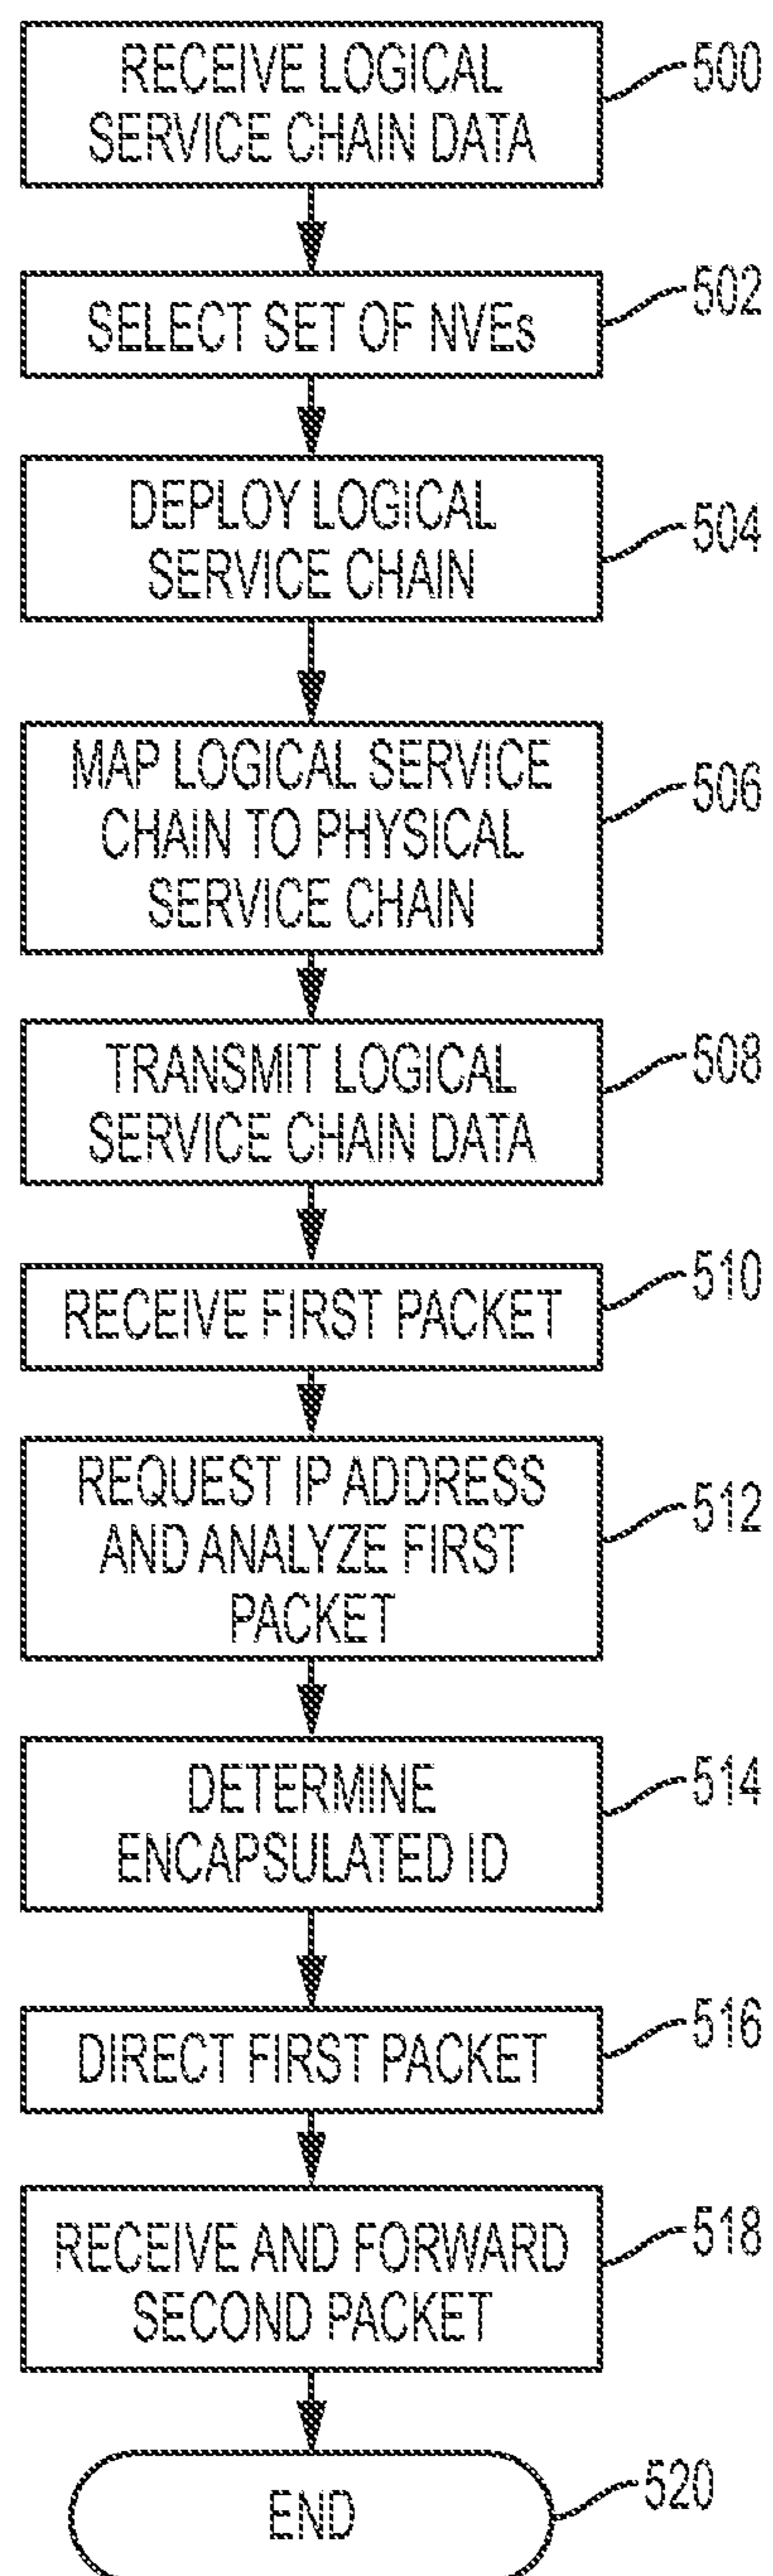 RECEIVE LOGICAL
SERVICE CHAIN DATA
500
SELECT SET OF NVEs
502
DEPLOY LOGICAL
SERVICE CHAIN
504
MAP LOGICAL SERVICE
CHAIN TO PHYSICAL
SERVICE CHAIN
506
TRANSMIT LOGICAL
SERVICE CHAIN DATA
508
RECEIVE FIRST PACKET
510
REQUEST IP ADDRESS
AND ANALYZE FIRST
PACKET
512
DETERMINE
ENCAPSULATED ID
514
DIRECT FIRST PACKET
516
RECEIVE AND FORWARD
SECOND PACKET
518
END
520